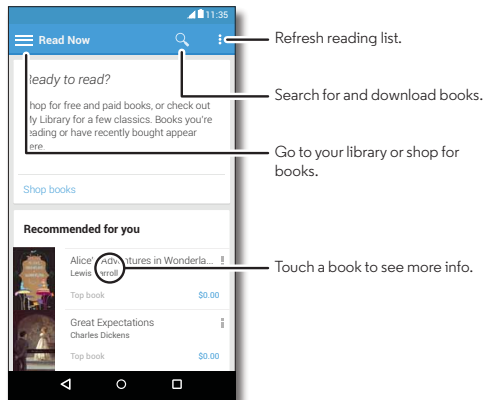 11:35
Read Now
Refresh reading list.
eady to read?
Search for and download books.
hop for free and paid books, or check out
y Library for a few classics. Books you're
eading or have recently bought appear
ere.
Go to your library or shop for
books.
Shop books
Recommended for you
Alice's Adventures in Wonderla...
Lewis Carroll
Touch a book to see more info.
Top book $0.00
Great Expectations
Charles Dickens
Top book $0.00